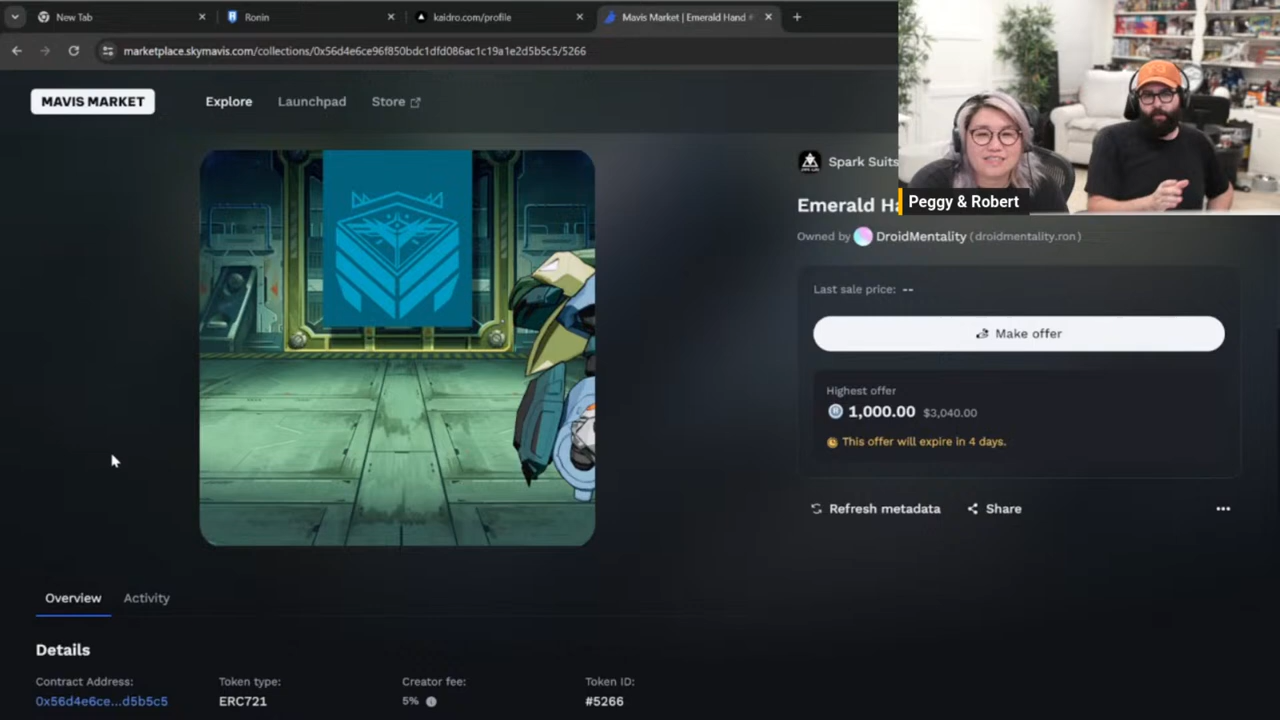 New Tab
Ronin
kaidro.com/profile
Mavis Market | Emerald Hand
marketplace.skymavis.com/collections/0x56d4e6ce96f850bdc1dfd086ac1c19a1e2d5b5c5/5266
MAVIS MARKET
Explore
Launchpad
Store
Spark Suits
Emerald Ha
Peggy & Robert
Owned by DroidMentality (droidmentality.ron)
Last sale price: --
Make offer
Highest offer
1,000.00 $3,040.00
This offer will expire in 4 days.
Refresh metadata
Share
Overview
Activity
Details
Contract Address:
Token type:
Creator fee:
Token ID:
0x56d4e6ce...d5b5c5
ERC721
5%
#5266